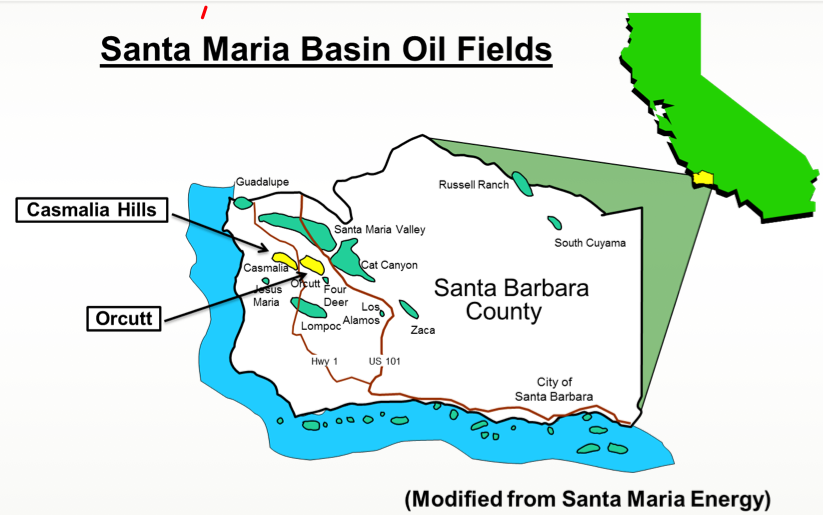 Santa Maria Basin Oil Fields
Guadalupe
Russell Ranch
Casmalia Hills
Santa Maria Valley
South Cuyama
Casmalia
Cat Canyon
Jesus
Maria
Orcutt
Four
Deer
Santa Barbara
County
Orcutt
Los
Alamos
Lompoc
Zaca
Hwy 1
US 101
City of
Santa Barbara
(Modified from Santa Maria Energy)